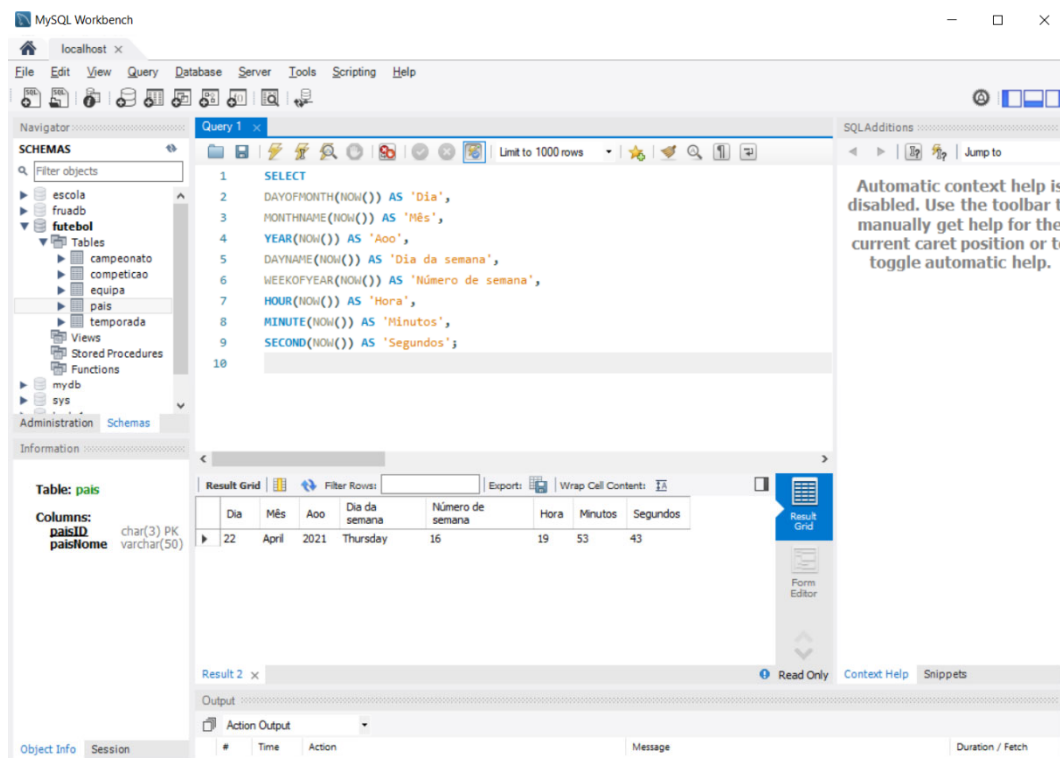 MySQL Workbench
localhost
File Edit View Query Database Server Tools Scripting Help
Navigator
SCHEMAS
Filter objects
escola
fruadb
futebol
Tables
campeonato
competicao
equipa
pais
temporada
Views
Stored Procedures
Functions
mydb
sys
Administration Schemas
Information
Table: pais
Columns:
paisID char(3) PK
paisNome varchar(50)
Object Info Session
Query 1
Limit to 1000 rows
1 SELECT
2 DAYOFMONTH(NOW()) AS 'Dia',
3 MONTHNAME(NOW()) AS 'Mês',
4 YEAR(NOW()) AS 'Aoo',
5 DAYNAME(NOW()) AS 'Dia da semana',
6 WEEKOFYEAR(NOW()) AS 'Número de semana',
7 HOUR(NOW()) AS 'Hora',
8 MINUTE(NOW()) AS 'Minutos',
9 SECOND(NOW()) AS 'Segundos';
10
Result Grid Filter Rows: Export: Wrap Cell Content:
Dia Mês Aoo Dia da semana Número de semana Hora Minutos Segundos
22 April 2021 Thursday 16 19 53 43
Result Grid
Form Editor
Result 2 Read Only
Output
Action Output
# Time Action Message Duration / Fetch
SQLAdditions
Jump to
Automatic context help is
disabled. Use the toolbar
manually get help for the
current caret position or
toggle automatic help.
Context Help Snippets